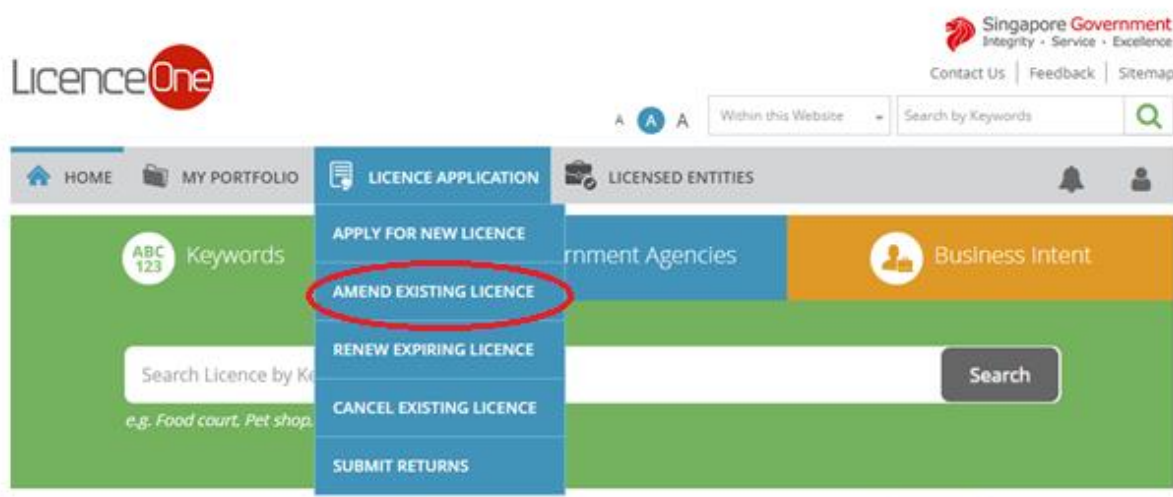 Singapore Government
Integrity · Service · Excellence
LicenceOne
Contact Us | Feedback | Sitemap
A A A Within this Website Search by Keywords
HOME MY PORTFOLIO LICENCE APPLICATION LICENSED ENTITIES
APPLY FOR NEW LICENCE
ABC 123 Keywords rnment Agencies Business Intent
AMEND EXISTING LICENCE
RENEW EXPIRING LICENCE
Search Licence by Ke Search
CANCEL EXISTING LICENCE
e.g. Food court, Pet shop,
SUBMIT RETURNS